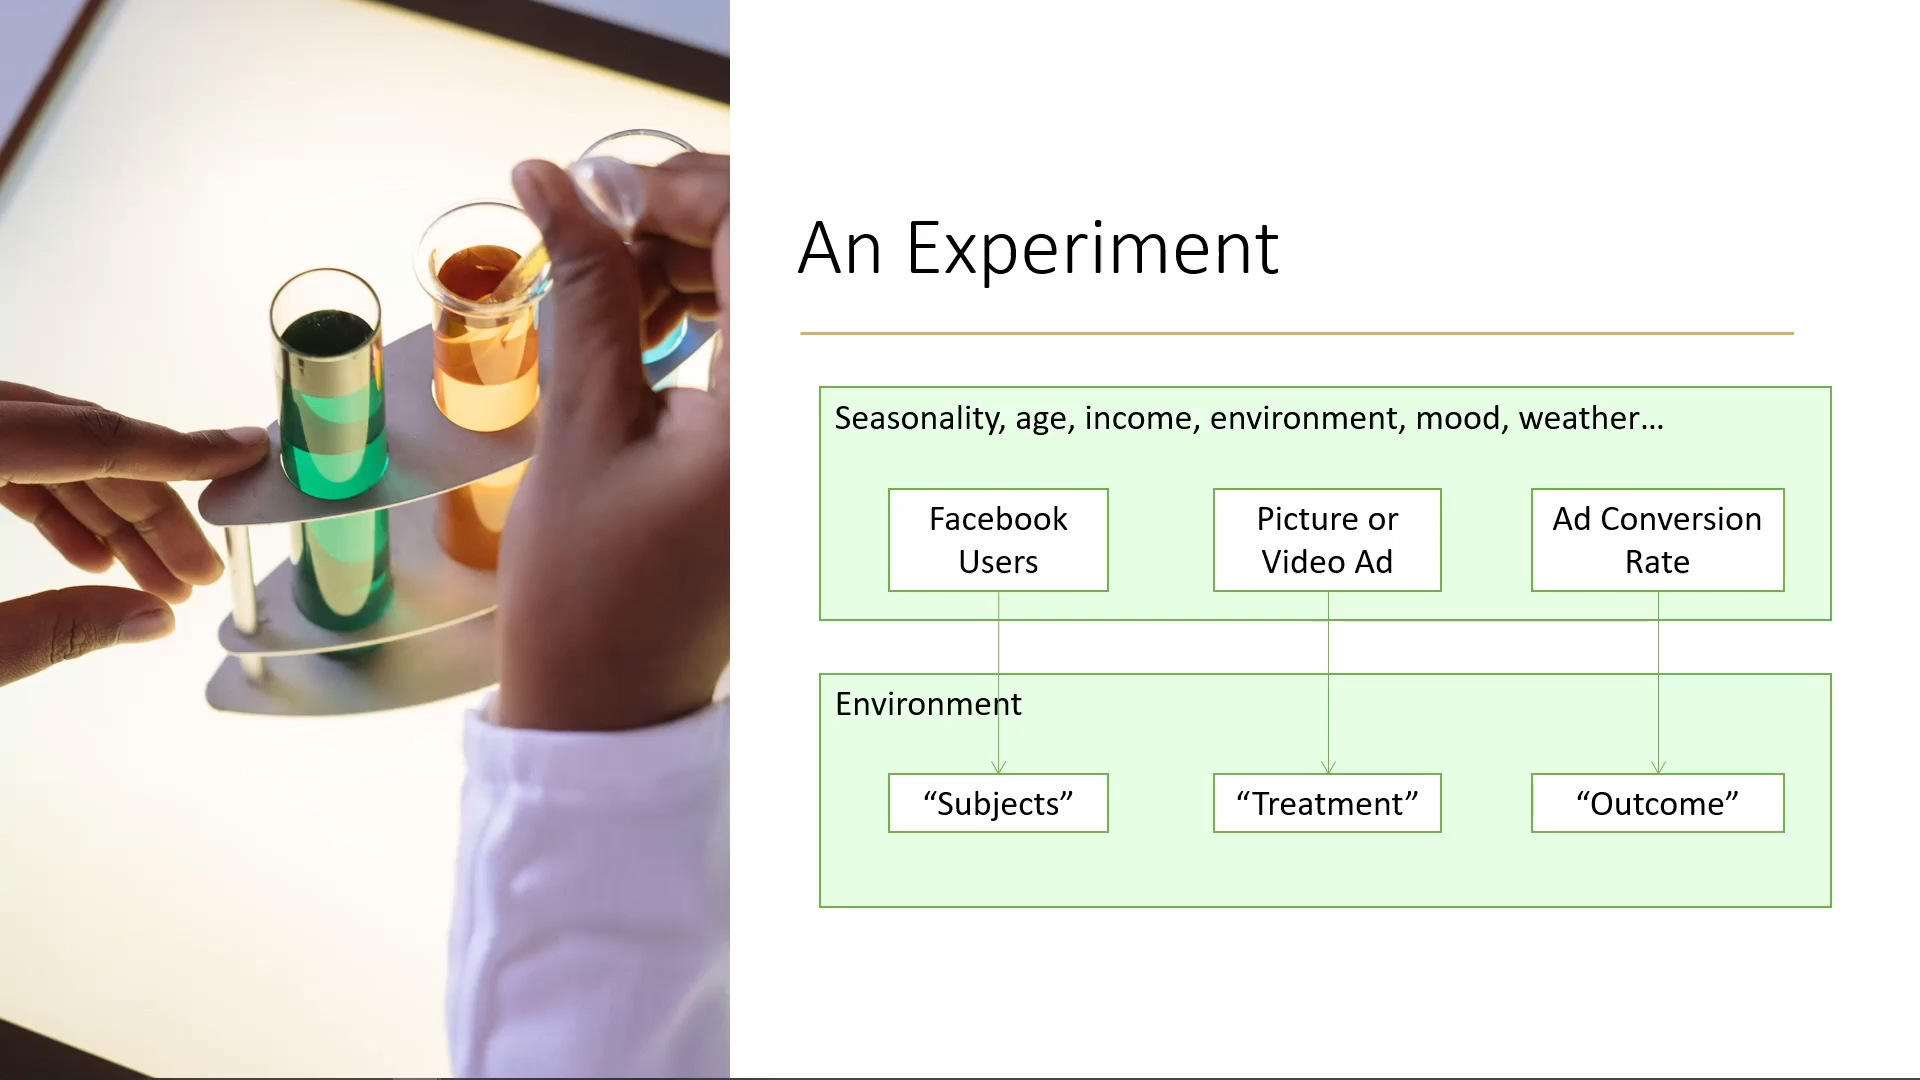 An Experiment
Seasonality, age, income, environment, mood, weather...
Facebook
Users
Picture or
Video Ad
Ad Conversion
Rate
Environment
“Subjects”
“Treatment”
“Outcome”